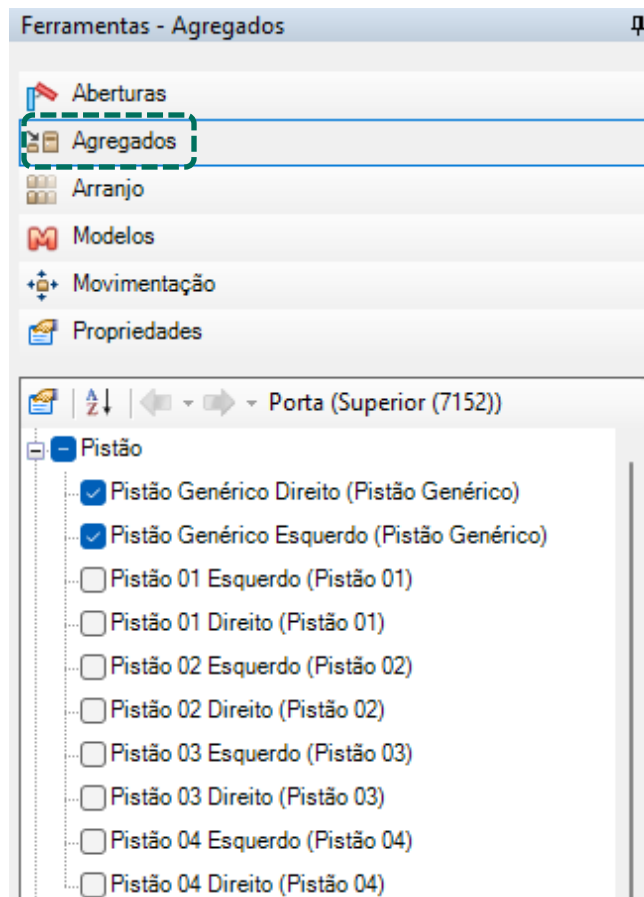 Ferramentas - Agregados
Aberturas
Agregados
Arranjo
Modelos
Movimentação
Propriedades
Porta (Superior (7152))
Pistão
Pistão Genérico Direito (Pistão Genérico)
Pistão Genérico Esquerdo (Pistão Genérico)
Pistão 01 Esquerdo (Pistão 01)
Pistão 01 Direito (Pistão 01)
Pistão 02 Esquerdo (Pistão 02)
Pistão 02 Direito (Pistão 02)
Pistão 03 Esquerdo (Pistão 03)
Pistão 03 Direito (Pistão 03)
Pistão 04 Esquerdo (Pistão 04)
Pistão 04 Direito (Pistão 04)